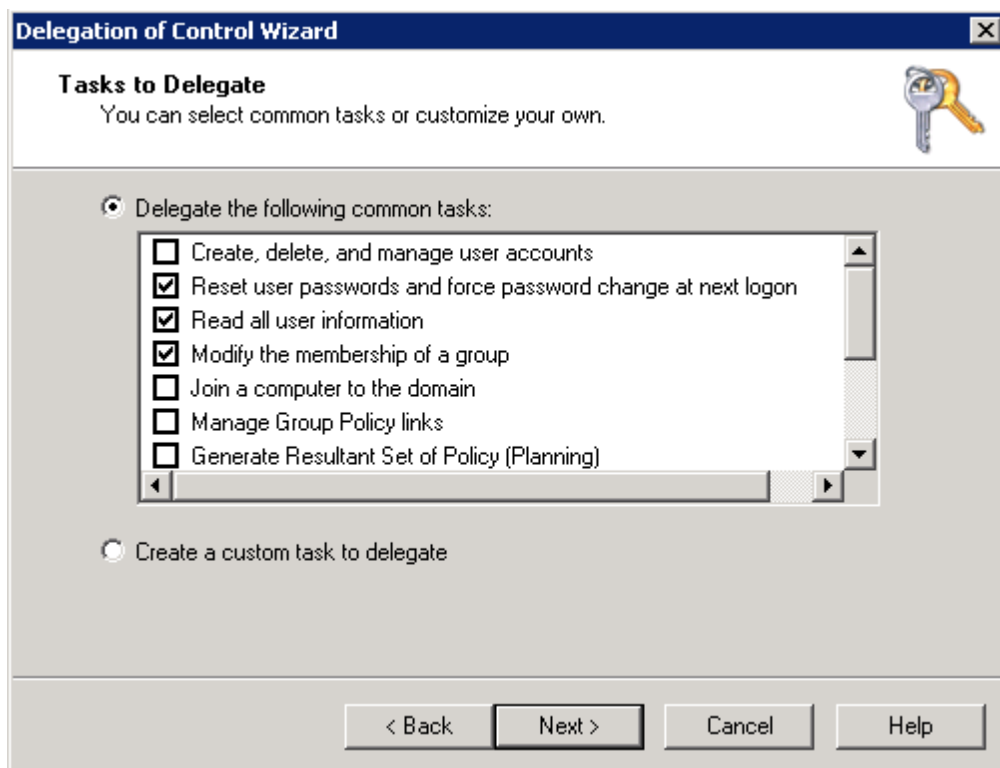 Delegation of Control Wizard
Tasks to Delegate
You can select common tasks or customize your own.
Delegate the following common tasks:
Create, delete, and manage user accounts
Reset user passwords and force password change at next logon
Read all user information
Modify the membership of a group
Join a computer to the domain
Manage Group Policy links
Generate Resultant Set of Policy (Planning)
Create a custom task to delegate
< Back Next > Cancel Help